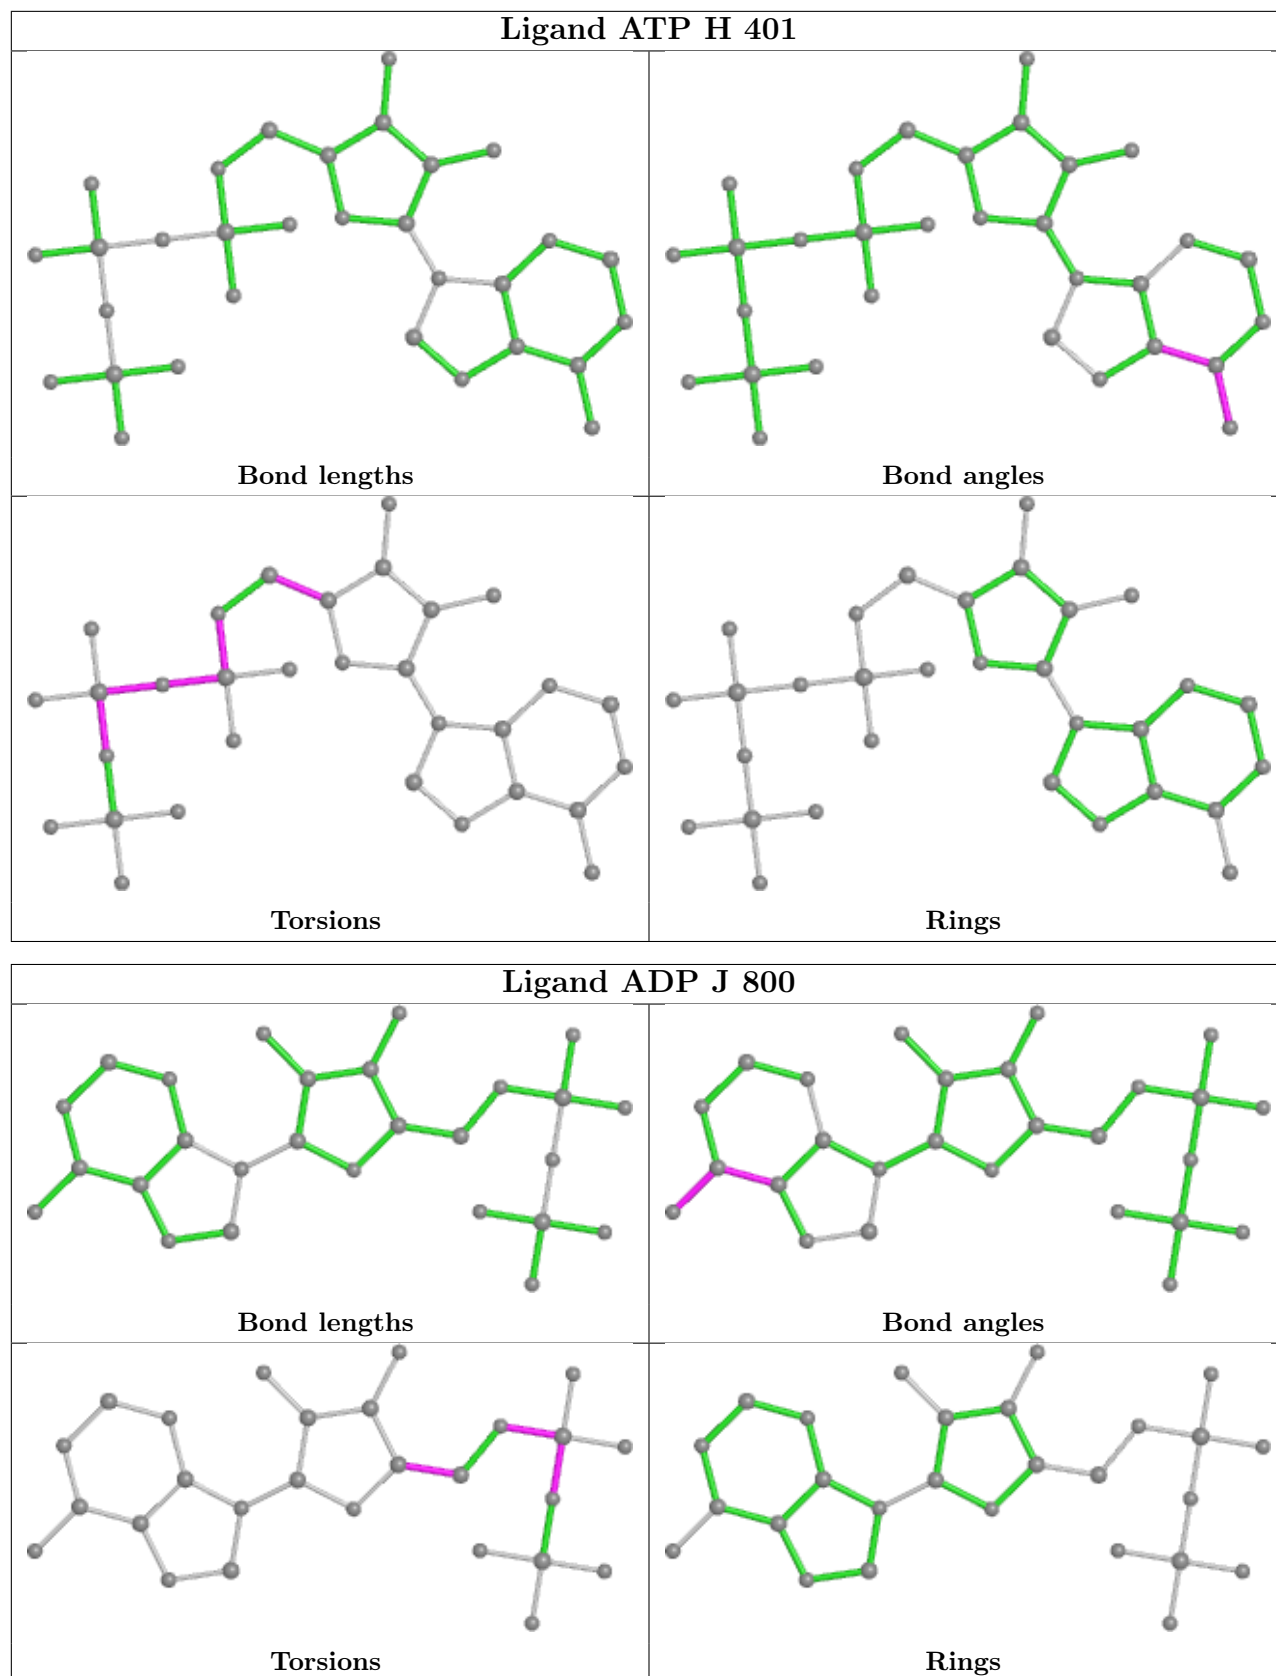 Ligand ATP H 401
Bond lengths
Bond angles
Torsions
Rings
Ligand ADP J 800
Bond lengths
Bond angles
Torsions
Rings